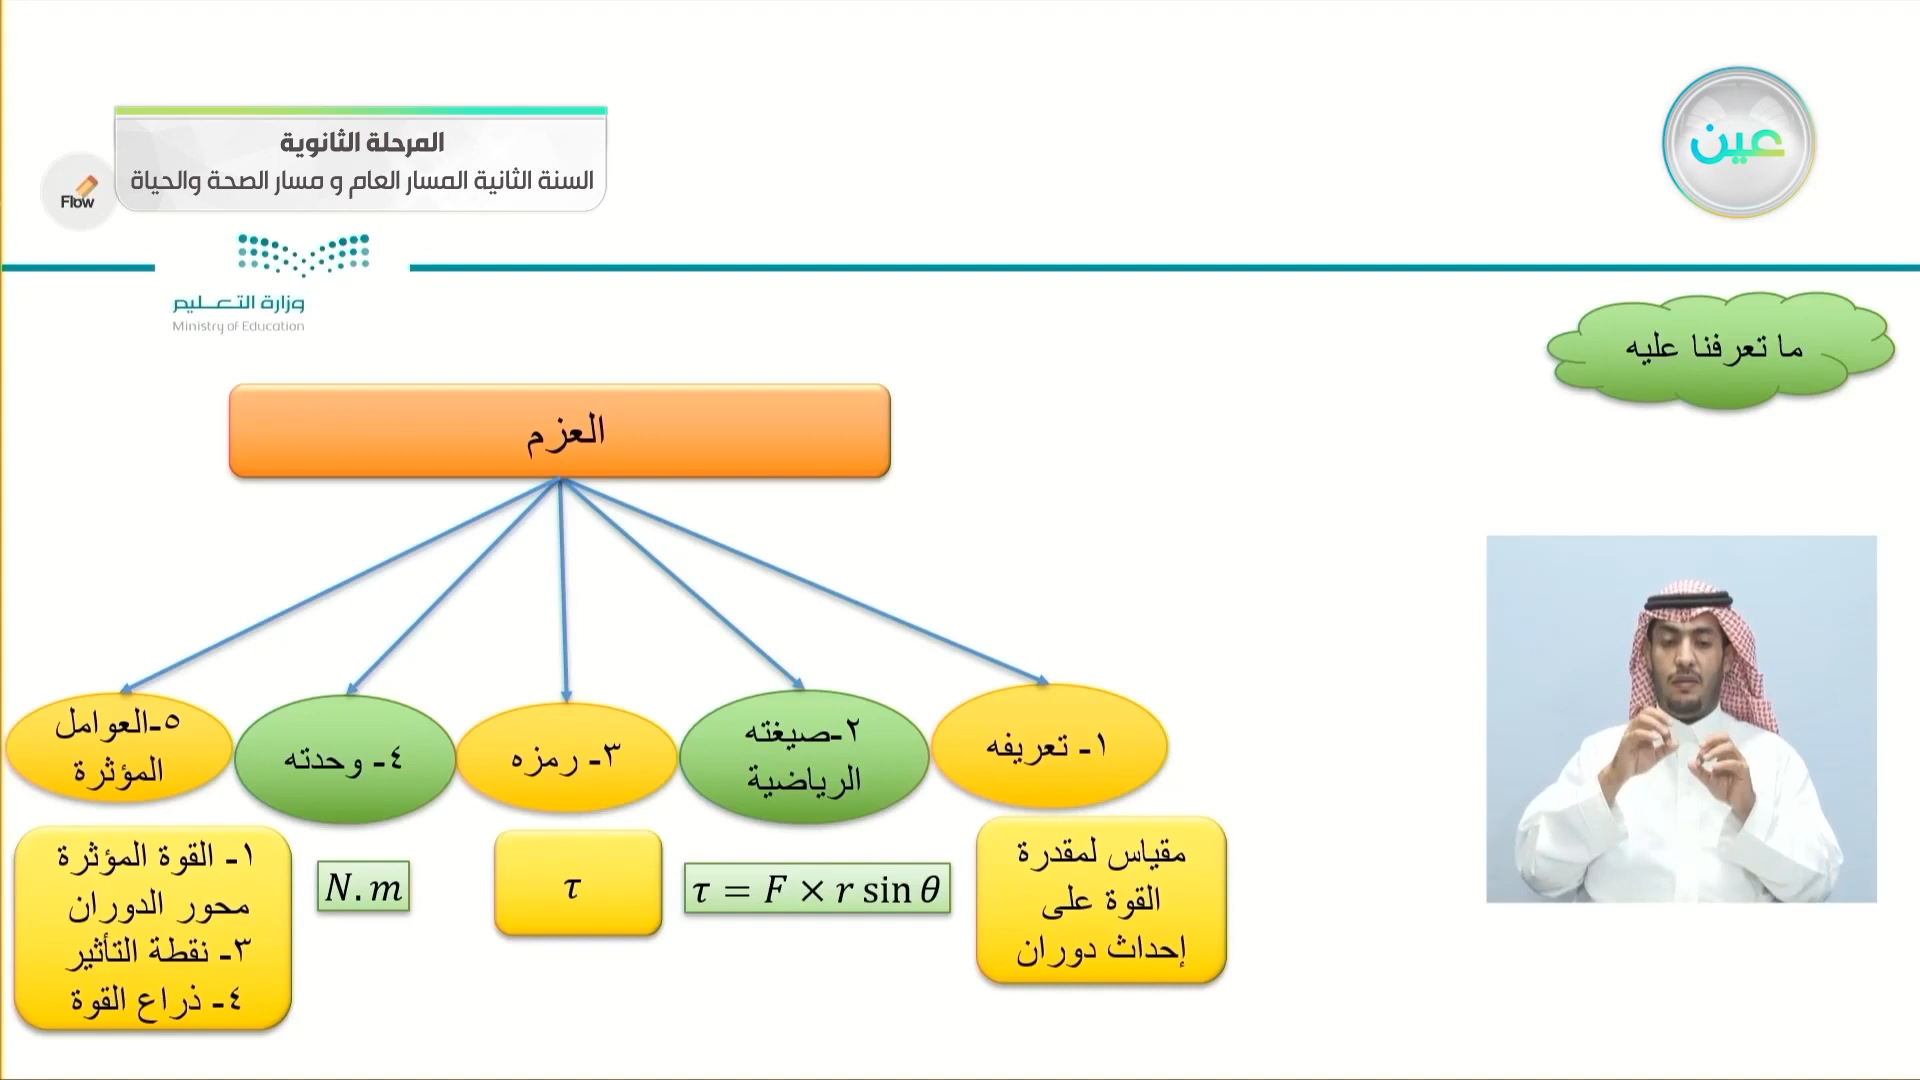 المرحلة الثانوية
السنة الثانية المسار العام و مسار الصحة والحياة
Flow
عين
وزارة التعليم
Ministry of Education
ما تعرفنا عليه
العزم
١- تعريفه
مقياس لمقدرة
القوة على
إحداث دوران
٢-صيغته
الرياضية
τ = F × r sin θ
٣- رمزه
τ
٤- وحدته
N.m
٥-العوامل
المؤثرة
١- القوة المؤثرة
محور الدوران
٣- نقطة التأثير
٤- ذراع القوة